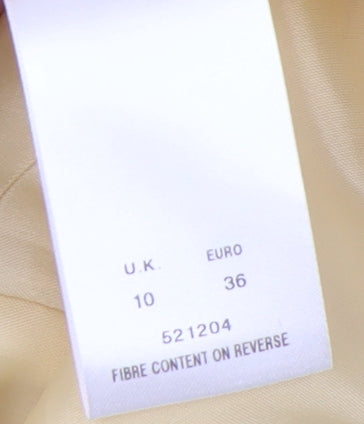 U.K. EURO
10 36
521204
FIBRE CONTENT ON REVERSE